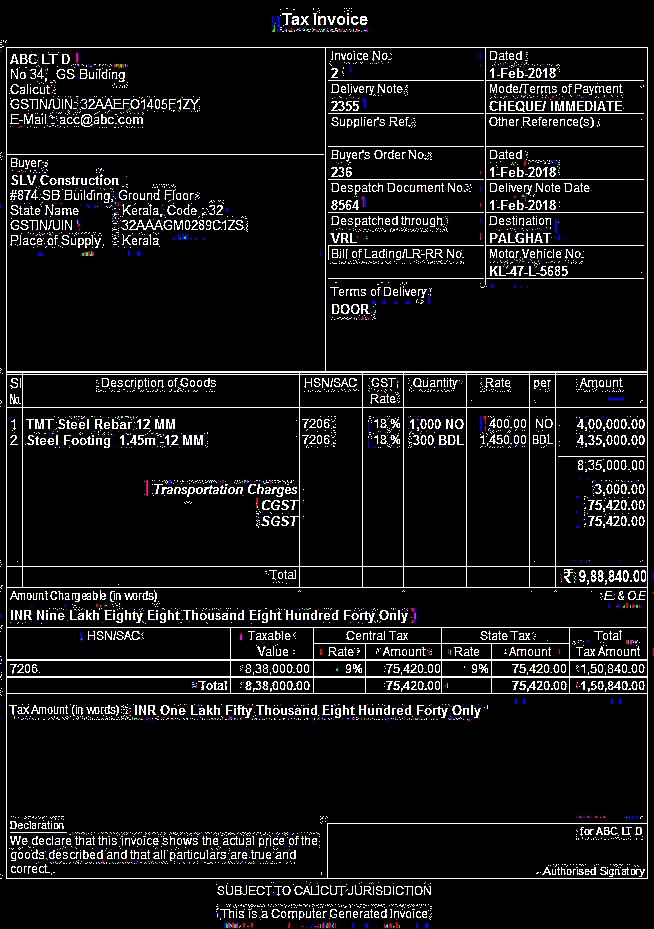 Tax Invoice
ABC LT D
No 34, GS Building
Calicut
GSTIN/UIN: 32AAEFO1405F1ZY
E-Mail : acc@abc.com
Invoice No.
2
Dated
1-Feb-2018
Delivery Note
2355
Mode/Terms of Payment
CHEQUE/ IMMEDIATE
Supplier's Ref.
Other Reference(s)
Buyer
SLV Construction
#874 SB Building, Ground Floor
State Name : Kerala, Code : 32
GSTIN/UIN : 32AAAGM0289C1ZS
Place of Supply : Kerala
Buyer's Order No.
236
Dated
1-Feb-2018
Despatch Document No.
8564
Delivery Note Date
1-Feb-2018
Despatched through
VRL
Destination
PALGHAT
Bill of Lading/LR-RR No.
Motor Vehicle No.
KL-47-L-5685
Terms of Delivery
DOOR
Sl No. Description of Goods HSN/SAC GST Rate Quantity Rate per Amount
1 TMT Steel Rebar 12 MM 7206 18 % 1,000 NO 400.00 NO 4,00,000.00
2 Steel Footing 1.45m -12 MM 7206 18 % 300 BDL 1,450.00 BDL 4,35,000.00
8,35,000.00
Transportation Charges 3,000.00
CGST 75,420.00
SGST 75,420.00
Total ₹ 9,88,840.00
Amount Chargeable (in words) E. & O.E
INR Nine Lakh Eighty Eight Thousand Eight Hundred Forty Only
HSN/SAC Taxable Value Central Tax Rate Amount State Tax Rate Amount Total Tax Amount
7206 8,38,000.00 9% 75,420.00 9% 75,420.00 1,50,840.00
Total 8,38,000.00 75,420.00 75,420.00 1,50,840.00
Tax Amount (in words) : INR One Lakh Fifty Thousand Eight Hundred Forty Only
Declaration
We declare that this invoice shows the actual price of the
goods described and that all particulars are true and
correct.
for ABC LT D
Authorised Signatory
SUBJECT TO CALICUT JURISDICTION
This is a Computer Generated Invoice